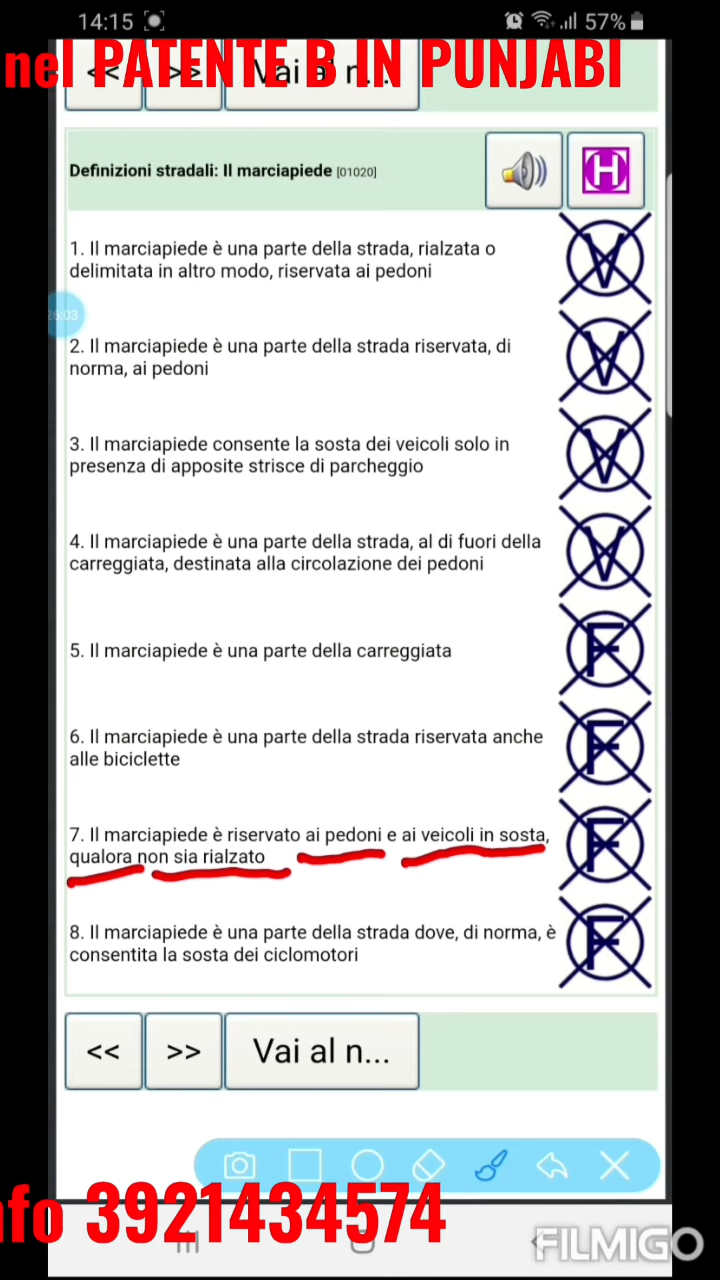 14:15
57%
nel PATENTE B IN PUNJABI
<< >> Vai al n...
Definizioni stradali: Il marciapiede [01020]
H
1. Il marciapiede è una parte della strada, rialzata o
delimitata in altro modo, riservata ai pedoni
V
26:03
2. Il marciapiede è una parte della strada riservata, di
norma, ai pedoni
V
3. Il marciapiede consente la sosta dei veicoli solo in
presenza di apposite strisce di parcheggio
V
4. Il marciapiede è una parte della strada, al di fuori della
carreggiata, destinata alla circolazione dei pedoni
V
5. Il marciapiede è una parte della carreggiata
F
6. Il marciapiede è una parte della strada riservata anche
alle biciclette
F
7. Il marciapiede è riservato ai pedoni e ai veicoli in sosta,
qualora non sia rialzato
F
8. Il marciapiede è una parte della strada dove, di norma, è
consentita la sosta dei ciclomotori
F
<< >> Vai al n...
nfo 3921434574
FILMIGO